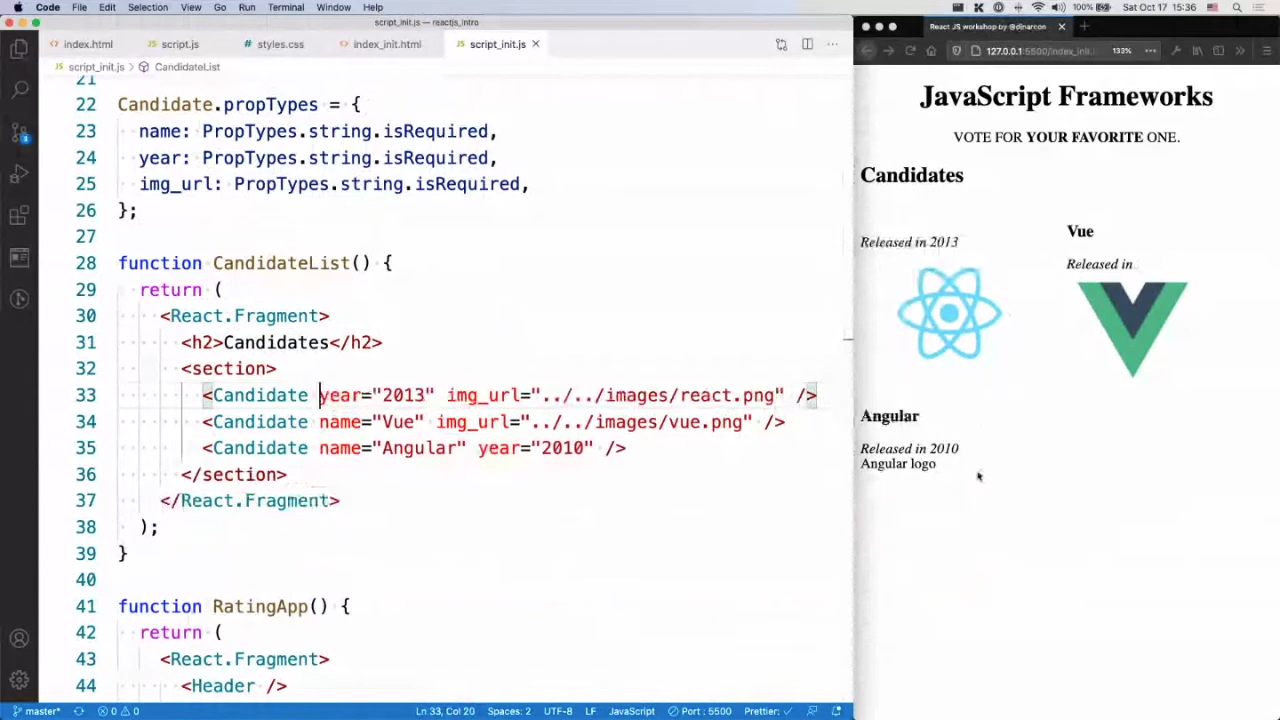 Code File Edit Selection View Go Run Terminal Window Help 100% Sat Oct 17 15:36
script_init.js — reactjs_intro
index.html JS script.js # styles.css index_init.html JS script_init.js
JS script_init.js > CandidateList
21
22 Candidate.propTypes = {
23 name: PropTypes.string.isRequired,
24 year: PropTypes.string.isRequired,
25 img_url: PropTypes.string.isRequired,
26 };
27
28 function CandidateList() {
29 return (
30 <React.Fragment>
31 <h2>Candidates</h2>
32 <section>
33 <Candidate year="2013" img_url="../../images/react.png" />
34 <Candidate name="Vue" img_url="../../images/vue.png" />
35 <Candidate name="Angular" year="2010" />
36 </section>
37 </React.Fragment>
38 );
39 }
40
41 function RatingApp() {
42 return (
43 <React.Fragment>
44 <Header />
master* 0 0 Ln 33, Col 20 Spaces: 2 UTF-8 LF JavaScript Port : 5500 Prettier: ✓
React JS workshop by @dinarcon
127.0.0.1:5500/index_init. 133%
JavaScript Frameworks
VOTE FOR YOUR FAVORITE ONE.
Candidates
Released in 2013
Vue
Released in
Angular
Released in 2010
Angular logo